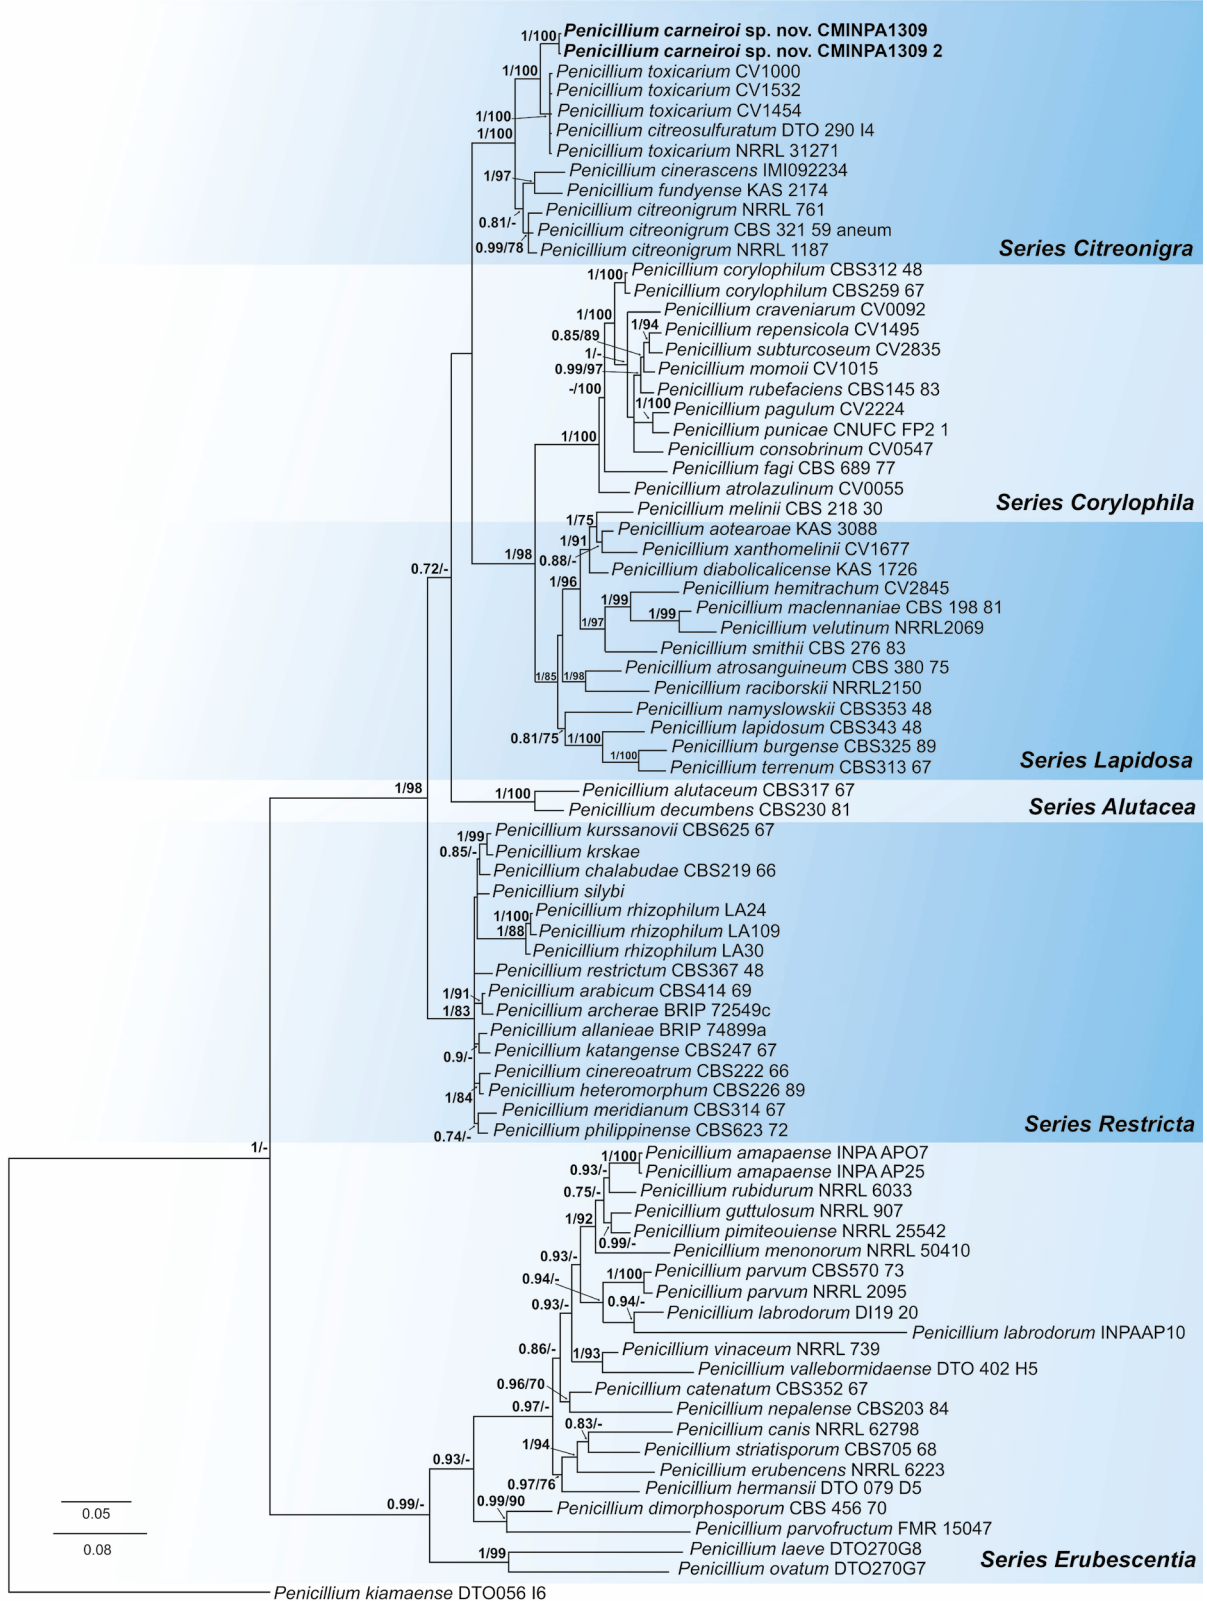 Penicillium carneiroi sp. nov. CMINPA1309
1/100
Penicillium carneiroi sp. nov. CMINPA1309 2
1/100
Penicillium toxicarium CV1000
Penicillium toxicarium CV1532
Penicillium toxicarium CV1454
1/100
Penicillium citreosulfuratum DTO 290 I4
1/100
Penicillium toxicarium NRRL 31271
Penicillium cinerascens IMI092234
1/97
Penicillium fundyense KAS 2174
Penicillium citreonigrum NRRL 761
0.81/-
Penicillium citreonigrum CBS 321 59 aneum
0.99/78
Penicillium citreonigrum NRRL 1187
Series Citreonigra
Penicillium corylophilum CBS312 48
1/100
Penicillium corylophilum CBS259 67
Penicillium craveniarum CV0092
1/100
1/94
Penicillium repensicola CV1495
0.85/89
Penicillium subturcoseum CV2835
1/-
Penicillium momoii CV1015
0.99/97
Penicillium rubefaciens CBS145 83
-/100
1/100
Penicillium pagulum CV2224
Penicillium punicae CNUFC FP2 1
1/100
Penicillium consobrinum CV0547
Penicillium fagi CBS 689 77
Penicillium atrolazulinum CV0055
Series Corylophila
Penicillium melinii CBS 218 30
1/75
Penicillium aotearoae KAS 3088
1/91
Penicillium xanthomelinii CV1677
1/98
0.88/-
Penicillium diabolicalicense KAS 1726
0.72/-
1/96
Penicillium hemitrachum CV2845
1/99
Penicillium maclennaniae CBS 198 81
1/99
1/97
Penicillium velutinum NRRL2069
Penicillium smithii CBS 276 83
Penicillium atrosanguineum CBS 380 75
1/85
1/98
Penicillium raciborskii NRRL2150
Penicillium namyslowskii CBS353 48
Penicillium lapidosum CBS343 48
0.81/75
1/100
Penicillium burgense CBS325 89
1/100
Penicillium terrenum CBS313 67
Series Lapidosa
1/98
Penicillium alutaceum CBS317 67
1/100
Penicillium decumbens CBS230 81
Series Alutacea
Penicillium kurssanovii CBS625 67
1/99
0.85/-
Penicillium krskae
Penicillium chalabudae CBS219 66
Penicillium silybi
Penicillium rhizophilum LA24
1/100
1/88
Penicillium rhizophilum LA109
Penicillium rhizophilum LA30
Penicillium restrictum CBS367 48
1/91
Penicillium arabicum CBS414 69
1/83
Penicillium archerae BRIP 72549c
Penicillium allanieae BRIP 74899a
0.9/-
Penicillium katangense CBS247 67
Penicillium cinereoatrum CBS222 66
1/84
Penicillium heteromorphum CBS226 89
Penicillium meridianum CBS314 67
0.74/-
Penicillium philippinense CBS623 72
Series Restricta
1/-
Penicillium amapaense INPA APO7
1/100
0.93/-
Penicillium amapaense INPA AP25
0.75/-
Penicillium rubidurum NRRL 6033
Penicillium guttulosum NRRL 907
1/92
Penicillium pimiteouiense NRRL 25542
0.99/-
Penicillium menonorum NRRL 50410
0.93/-
Penicillium parvum CBS570 73
1/100
0.94/-
Penicillium parvum NRRL 2095
0.93/-
0.94/-
Penicillium labrodorum DI19 20
Penicillium labrodorum INPAAP10
0.86/-
Penicillium vinaceum NRRL 739
1/93
Penicillium vallebormidaense DTO 402 H5
0.96/70
Penicillium catenatum CBS352 67
0.97/-
Penicillium nepalense CBS203 84
0.83/-
Penicillium canis NRRL 62798
1/94
Penicillium striatisporum CBS705 68
0.93/-
Penicillium erubencens NRRL 6223
0.97/76
Penicillium hermansii DTO 079 D5
0.99/-
0.99/90
Penicillium dimorphosporum CBS 456 70
0.05
Penicillium parvofructum FMR 15047
0.08
1/99
Penicillium laeve DTO270G8
Penicillium ovatum DTO270G7
Series Erubescentia
Penicillium kiamaense DTO056 I6